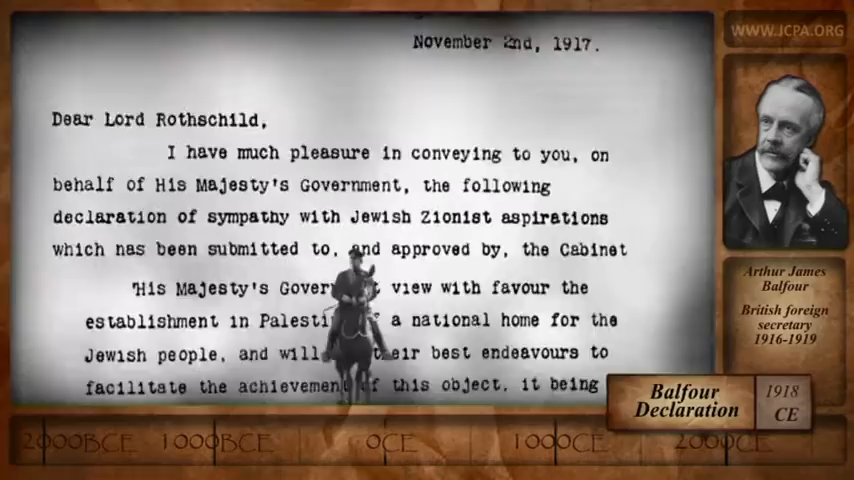 November 2nd, 1917.
Dear Lord Rothschild,
I have much pleasure in conveying to you, on
behalf of His Majesty's Government, the following
declaration of sympathy with Jewish Zionist aspirations
which has been submitted to, and approved by, the Cabinet
'His Majesty's view with favour the
establishment in a national home for the
Jewish people, and will their best endeavours to
facilitate the achievement of this object, it being
WWW.JCPA.ORG
Arthur James
Balfour
British foreign
secretary
1916-1919
Balfour
Declaration
1918
CE
2000BCE 1000BCE 0CE 1000CE 2000CE